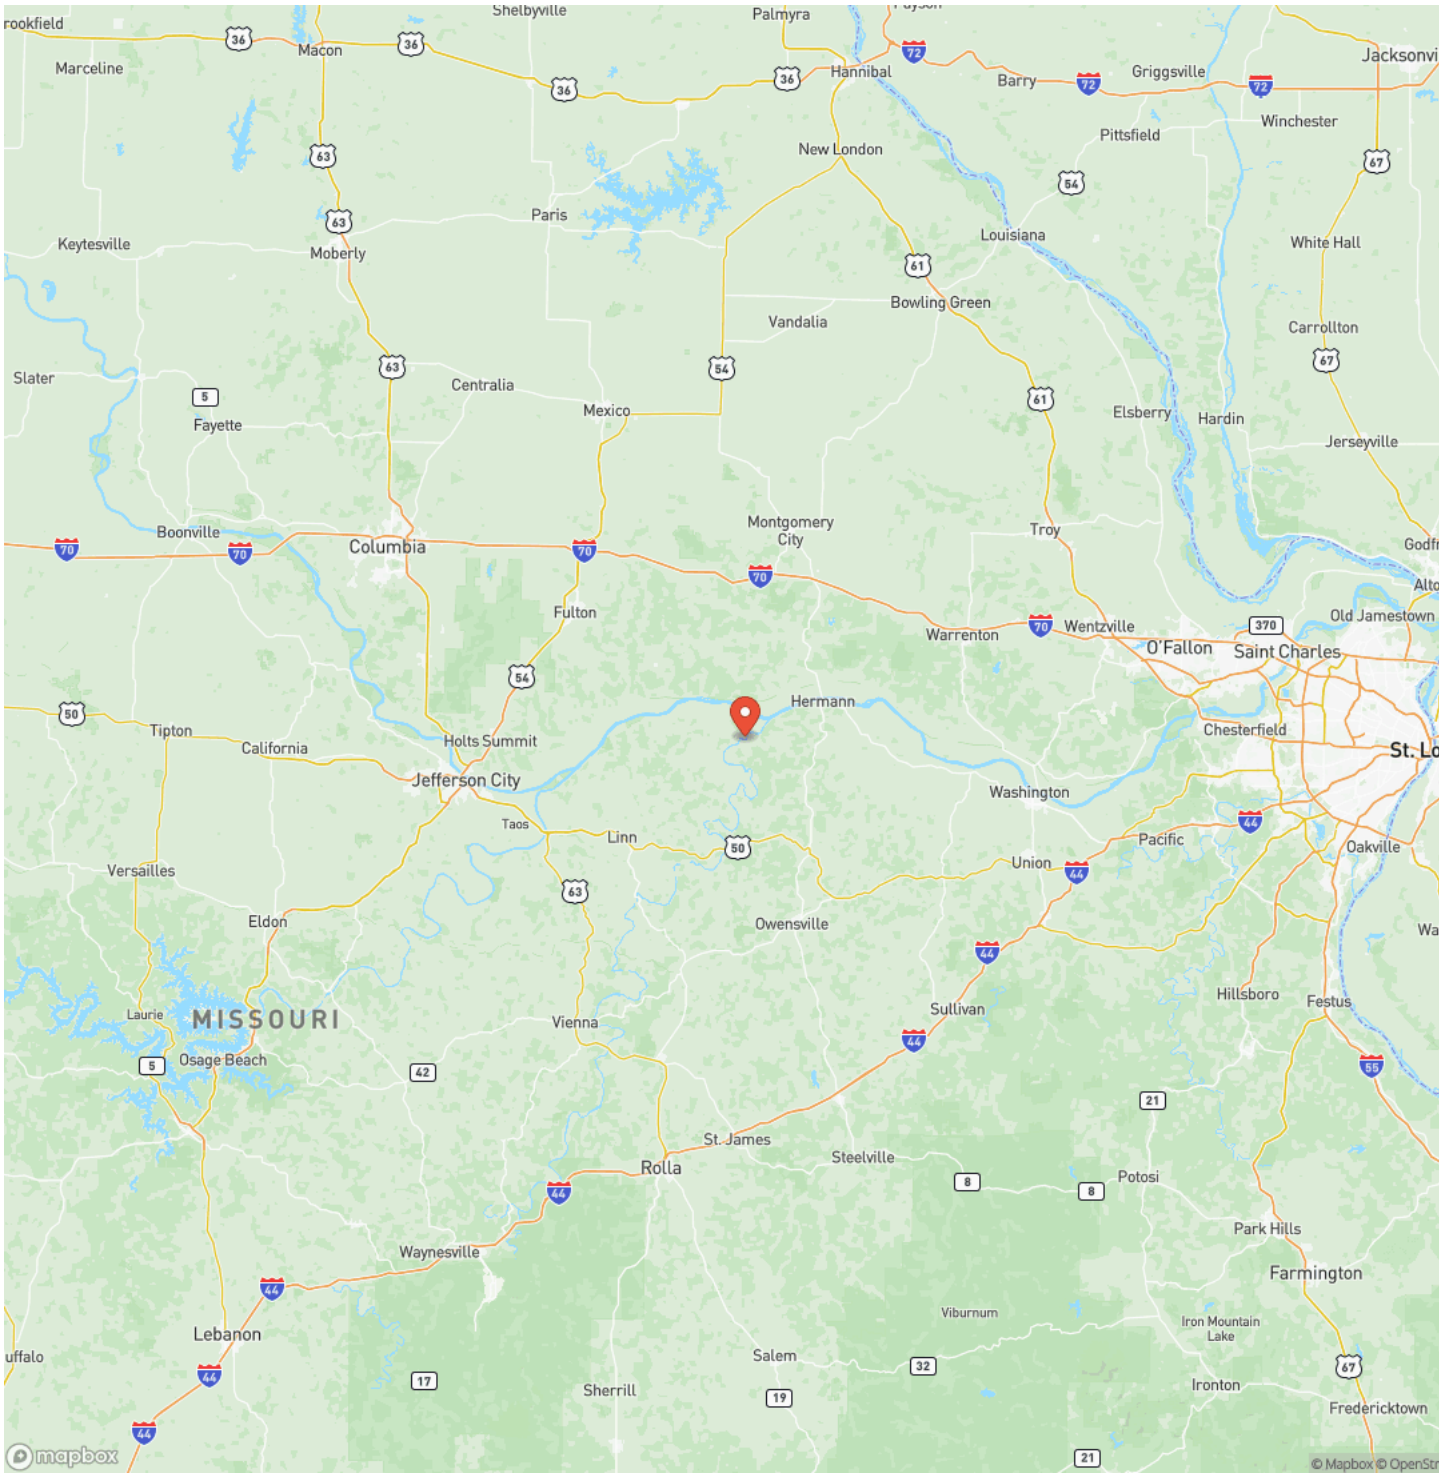 Shelbyville
Palmyra
rookfield
36
Macon
36
36
36
Hannibal
72
Barry
72
Griggsville
72
Jacksonvi
Marceline
Winchester
63
New London
Pittsfield
67
54
Paris
63
Keytesville
Moberly
Louisiana
White Hall
61
Bowling Green
Vandalia
Carrollton
67
63
54
Slater
5
Centralia
61
Fayette
Mexico
Elsberry
Hardin
Jerseyville
Boonville
Montgomery
City
Troy
70
70
Columbia
70
70
Godfr
Alto
Fulton
70
Wentzville
370
Old Jamestown
Warrenton
O'Fallon
Saint Charles
54
Hermann
50
Tipton
California
Holts Summit
Chesterfield
St. Lo
Jefferson City
Washington
Taos
Linn
50
44
Pacific
Oakville
Versailles
63
Union
44
Eldon
Owensville
Wa
44
Laurie
MISSOURI
Vienna
Sullivan
Hillsboro
Festus
44
5
Osage Beach
42
55
21
St. James
Rolla
Steelville
8
8
Potosi
44
Waynesville
Park Hills
Farmington
44
Viburnum
Iron Mountain
Lake
Lebanon
uffalo
44
17
Salem
32
67
Sherrill
19
Ironton
Fredericktown
44
mapbox
21
© Mapbox © OpenStr